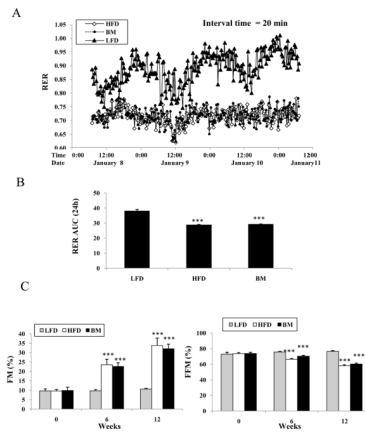 A
HFD
BM
LFD
Interval time = 20 min
RER
1.05
1.00
0.95
0.90
0.85
0.80
0.75
0.70
0.65
0.60
Time 0:00 12:00 0:00 12:00 0:00 12:00 0:00 12:00
Date January 8 January 9 January 10 January11
B
RER AUC (24h)
50
40
30
20
10
0
*** ***
LFD HFD BM
C
FM (%)
40
35
30
25
20
15
10
5
0
LFD HFD BM
*** *** *** ***
0 6 12
Weeks
FFM (%)
100
80
60
40
20
0
LFD HFD BM
*** *** *** ***
0 6 12
Weeks